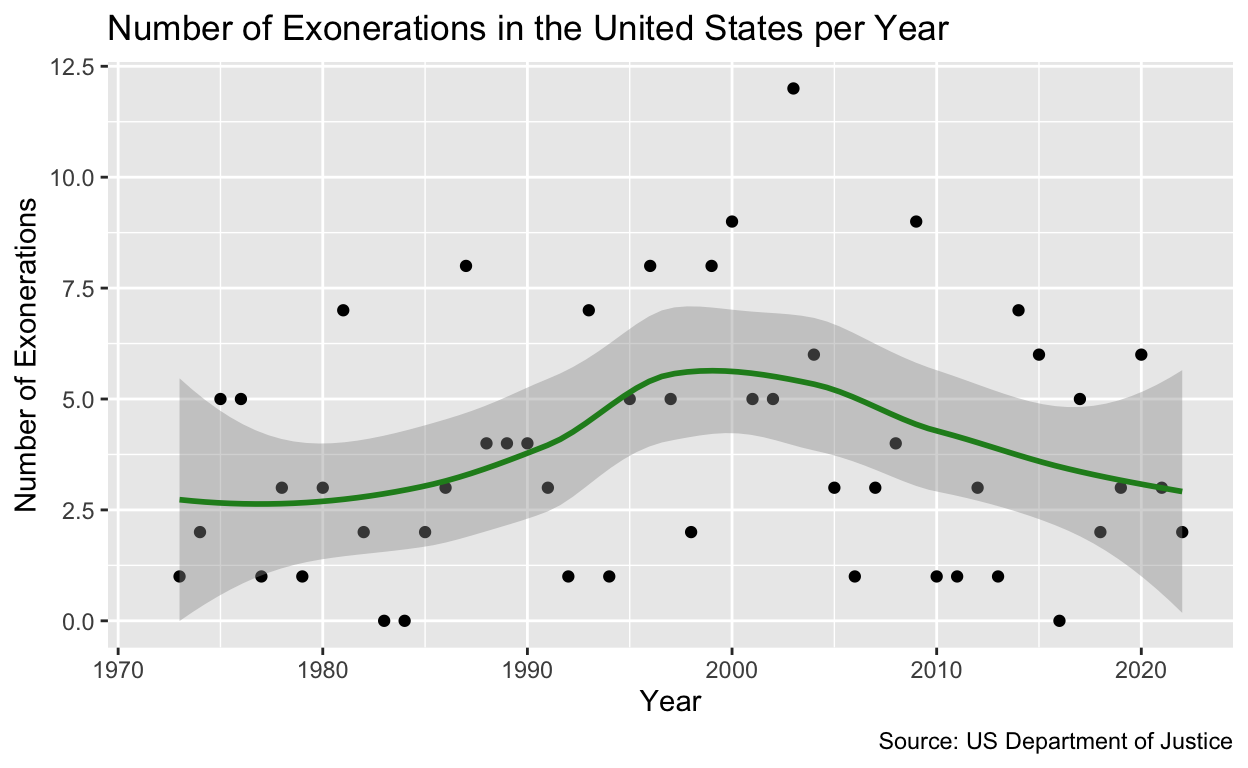 Number of Exonerations in the United States per Year
12.5
10.0
7.5
5.0
2.5
0.0
Number of Exonerations
1970 1980 1990 2000 2010 2020
Year
Source: US Department of Justice